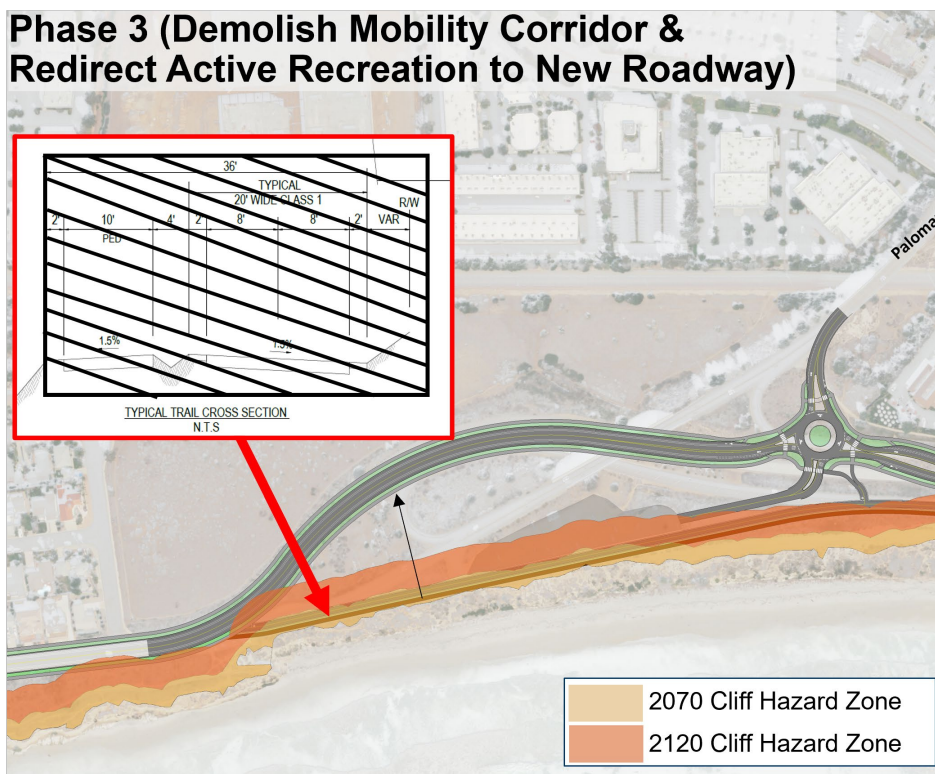 Phase 3 (Demolish Mobility Corridor &
Redirect Active Recreation to New Roadway)
36'
TYPICAL
20' WIDE CLASS 1
R/W
2' 10' 4' 2' 8' 8' 2' VAR
PED
1.5% 1.5%
TYPICAL TRAIL CROSS SECTION
N.T.S
Paloma
2070 Cliff Hazard Zone
2120 Cliff Hazard Zone